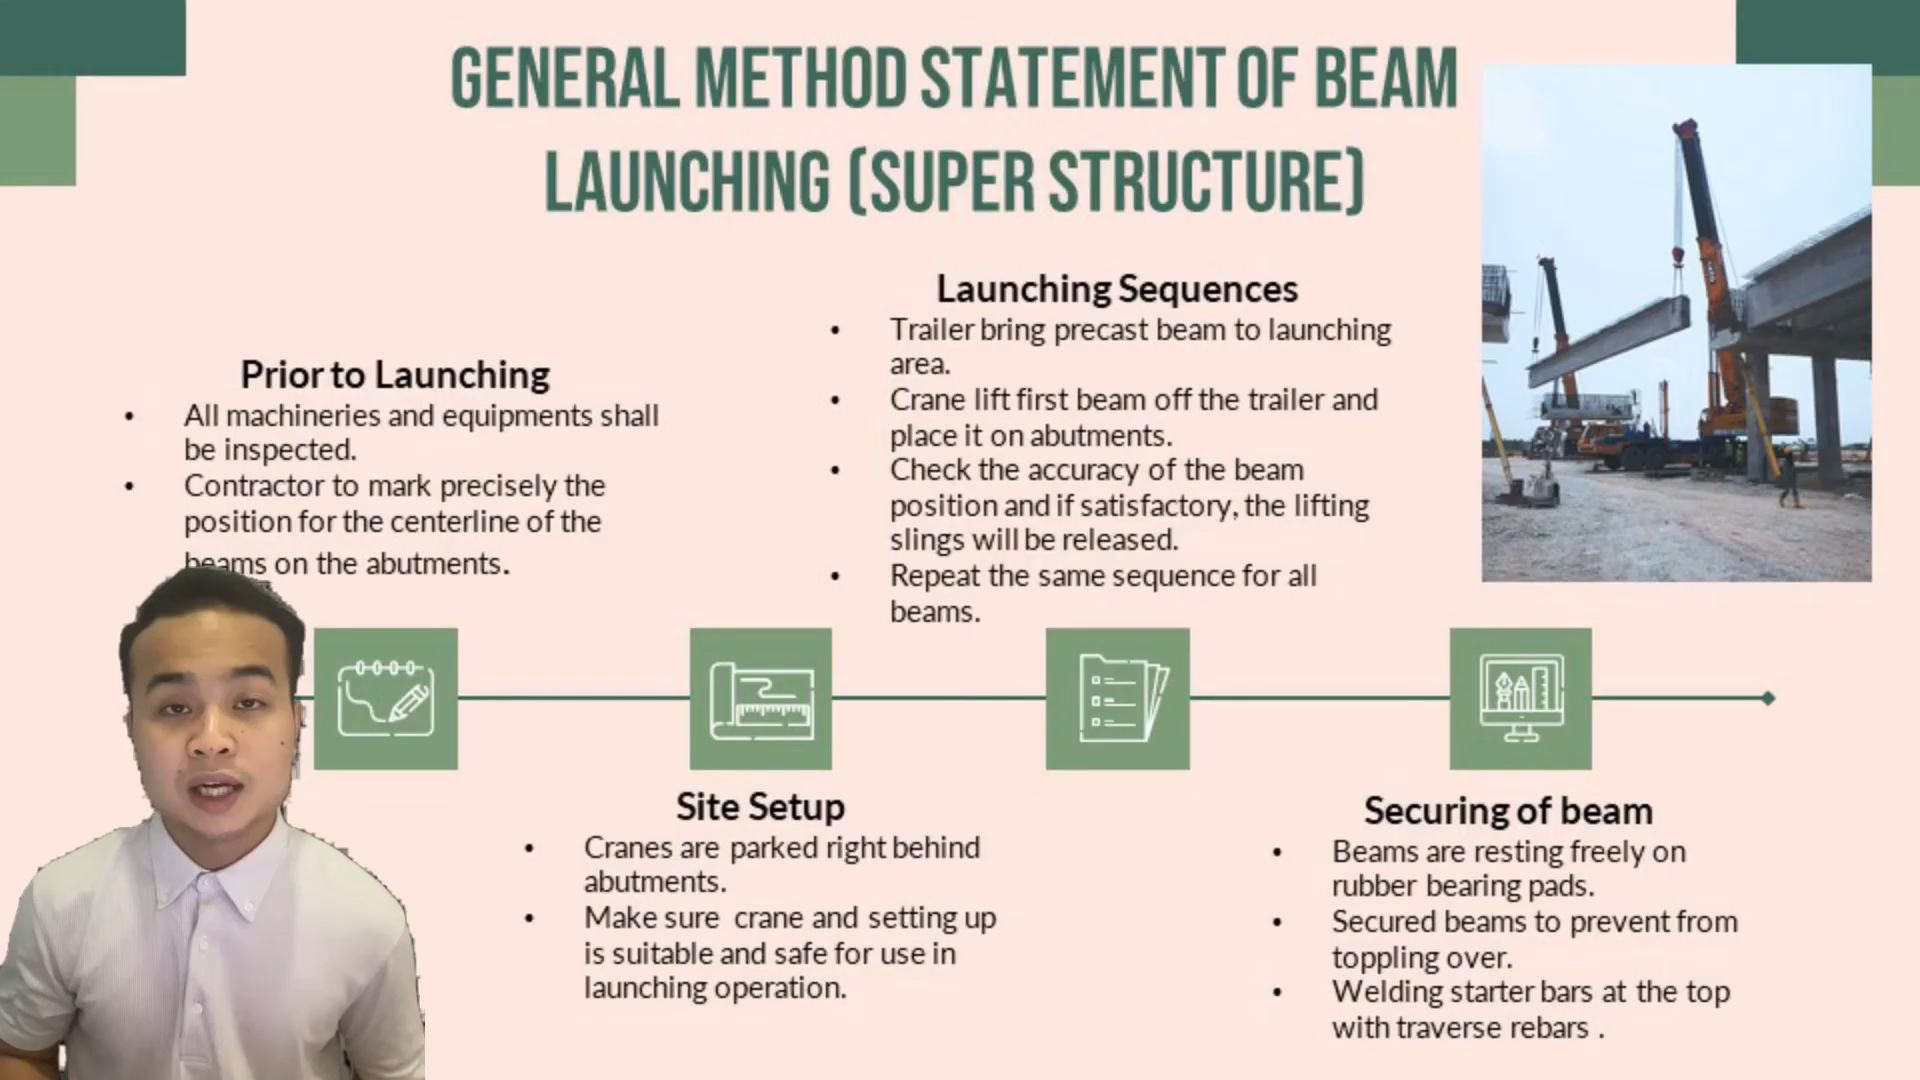 GENERAL METHOD STATEMENT OF BEAM
LAUNCHING (SUPER STRUCTURE)
Prior to Launching
• All machineries and equipments shall
be inspected.
• Contractor to mark precisely the
position for the centerline of the
beams on the abutments.
Launching Sequences
• Trailer bring precast beam to launching
area.
• Crane lift first beam off the trailer and
place it on abutments.
• Check the accuracy of the beam
position and if satisfactory, the lifting
slings will be released.
• Repeat the same sequence for all
beams.
Site Setup
• Cranes are parked right behind
abutments.
• Make sure crane and setting up
is suitable and safe for use in
launching operation.
Securing of beam
• Beams are resting freely on
rubber bearing pads.
• Secured beams to prevent from
toppling over.
• Welding starter bars at the top
with traverse rebars .